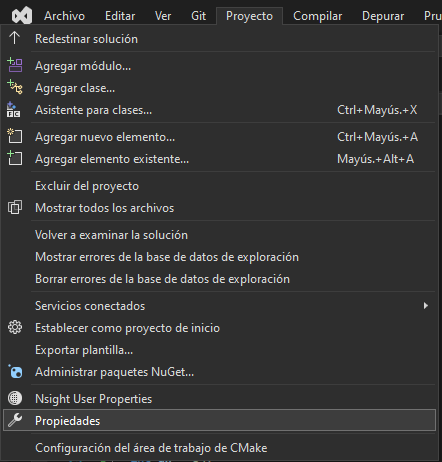 Archivo Editar Ver Git Proyecto Compilar Depurar
Redestinar solución
Agregar módulo...
Agregar clase...
Asistente para clases... Ctrl+Mayús.+X
Agregar nuevo elemento... Ctrl+Mayús.+A
Agregar elemento existente... Mayús.+Alt+A
Excluir del proyecto
Mostrar todos los archivos
Volver a examinar la solución
Mostrar errores de la base de datos de exploración
Borrar errores de la base de datos de exploración
Servicios conectados
Establecer como proyecto de inicio
Exportar plantilla...
Administrar paquetes NuGet...
Nsight User Properties
Propiedades
Configuración del área de trabajo de CMake